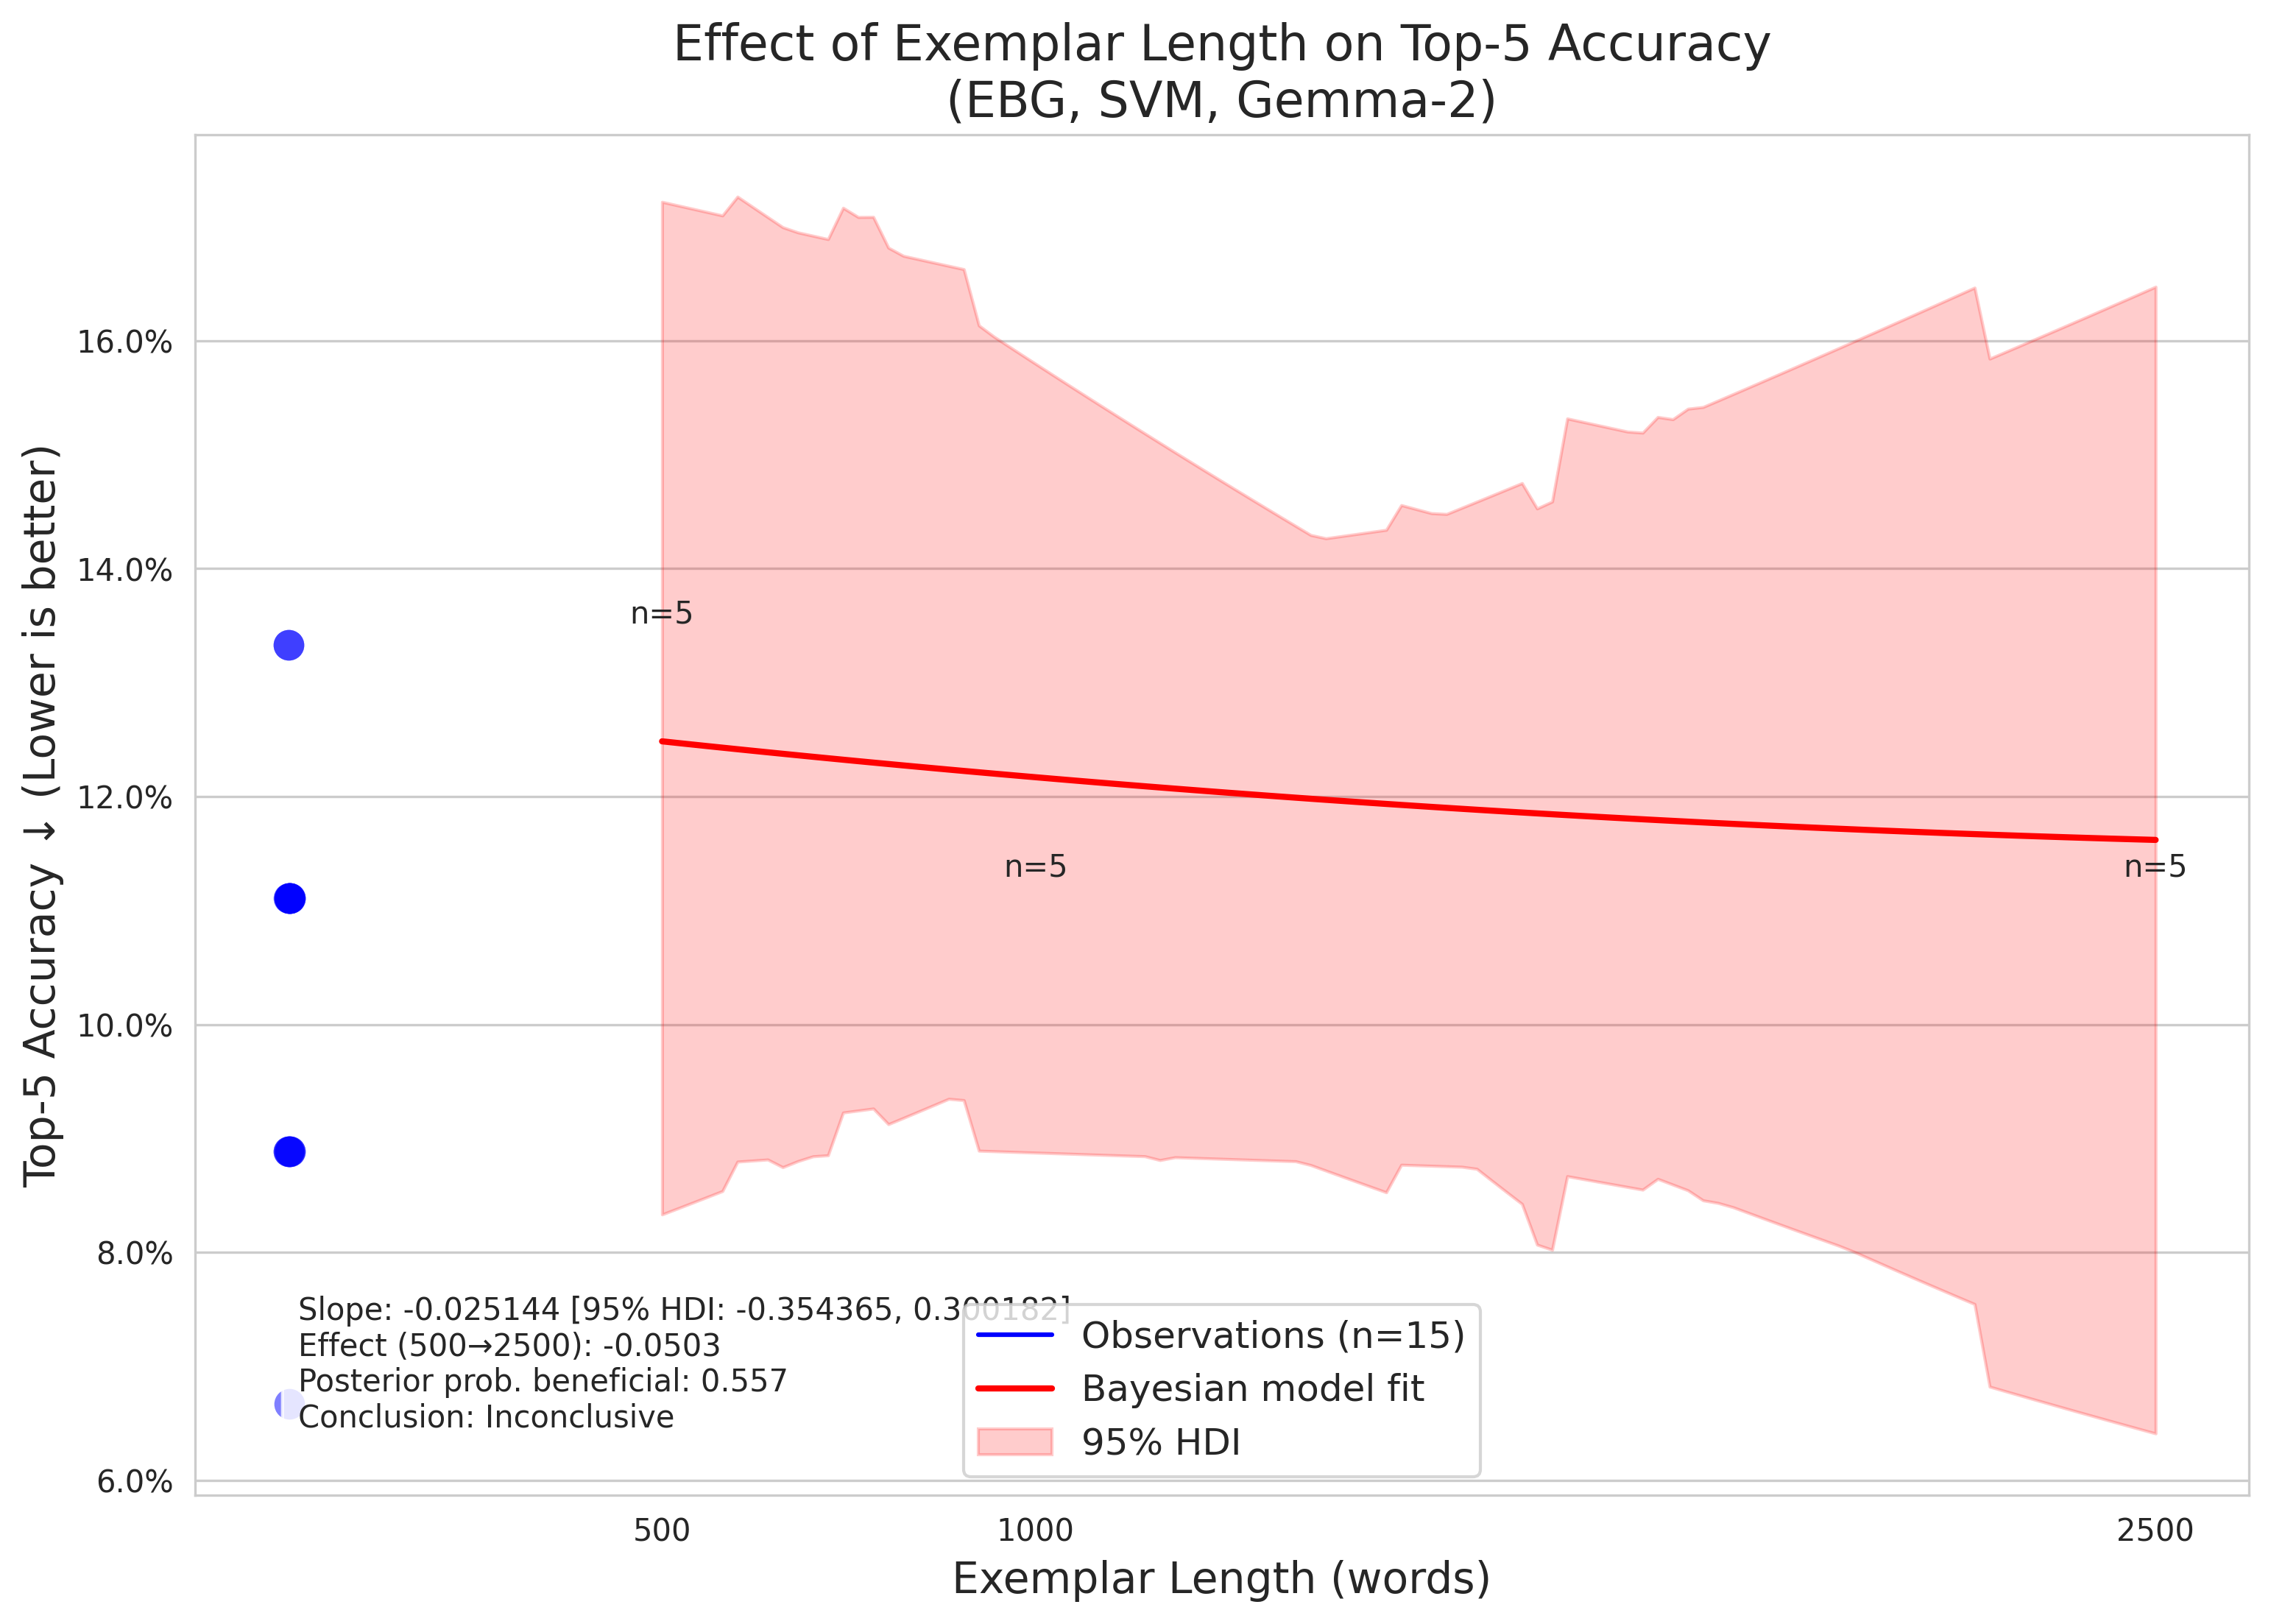 Effect of Exemplar Length on Top-5 Accuracy
(EBG, SVM, Gemma-2)
Top-5 Accuracy ↓ (Lower is better)
16.0%
14.0%
12.0%
10.0%
8.0%
6.0%
n=5
n=5
n=5
Slope: -0.025144 [95% HDI: -0.354365, 0.300182]
Effect (500→2500): -0.0503
Posterior prob. beneficial: 0.557
Conclusion: Inconclusive
Observations (n=15)
Bayesian model fit
95% HDI
500
1000
2500
Exemplar Length (words)